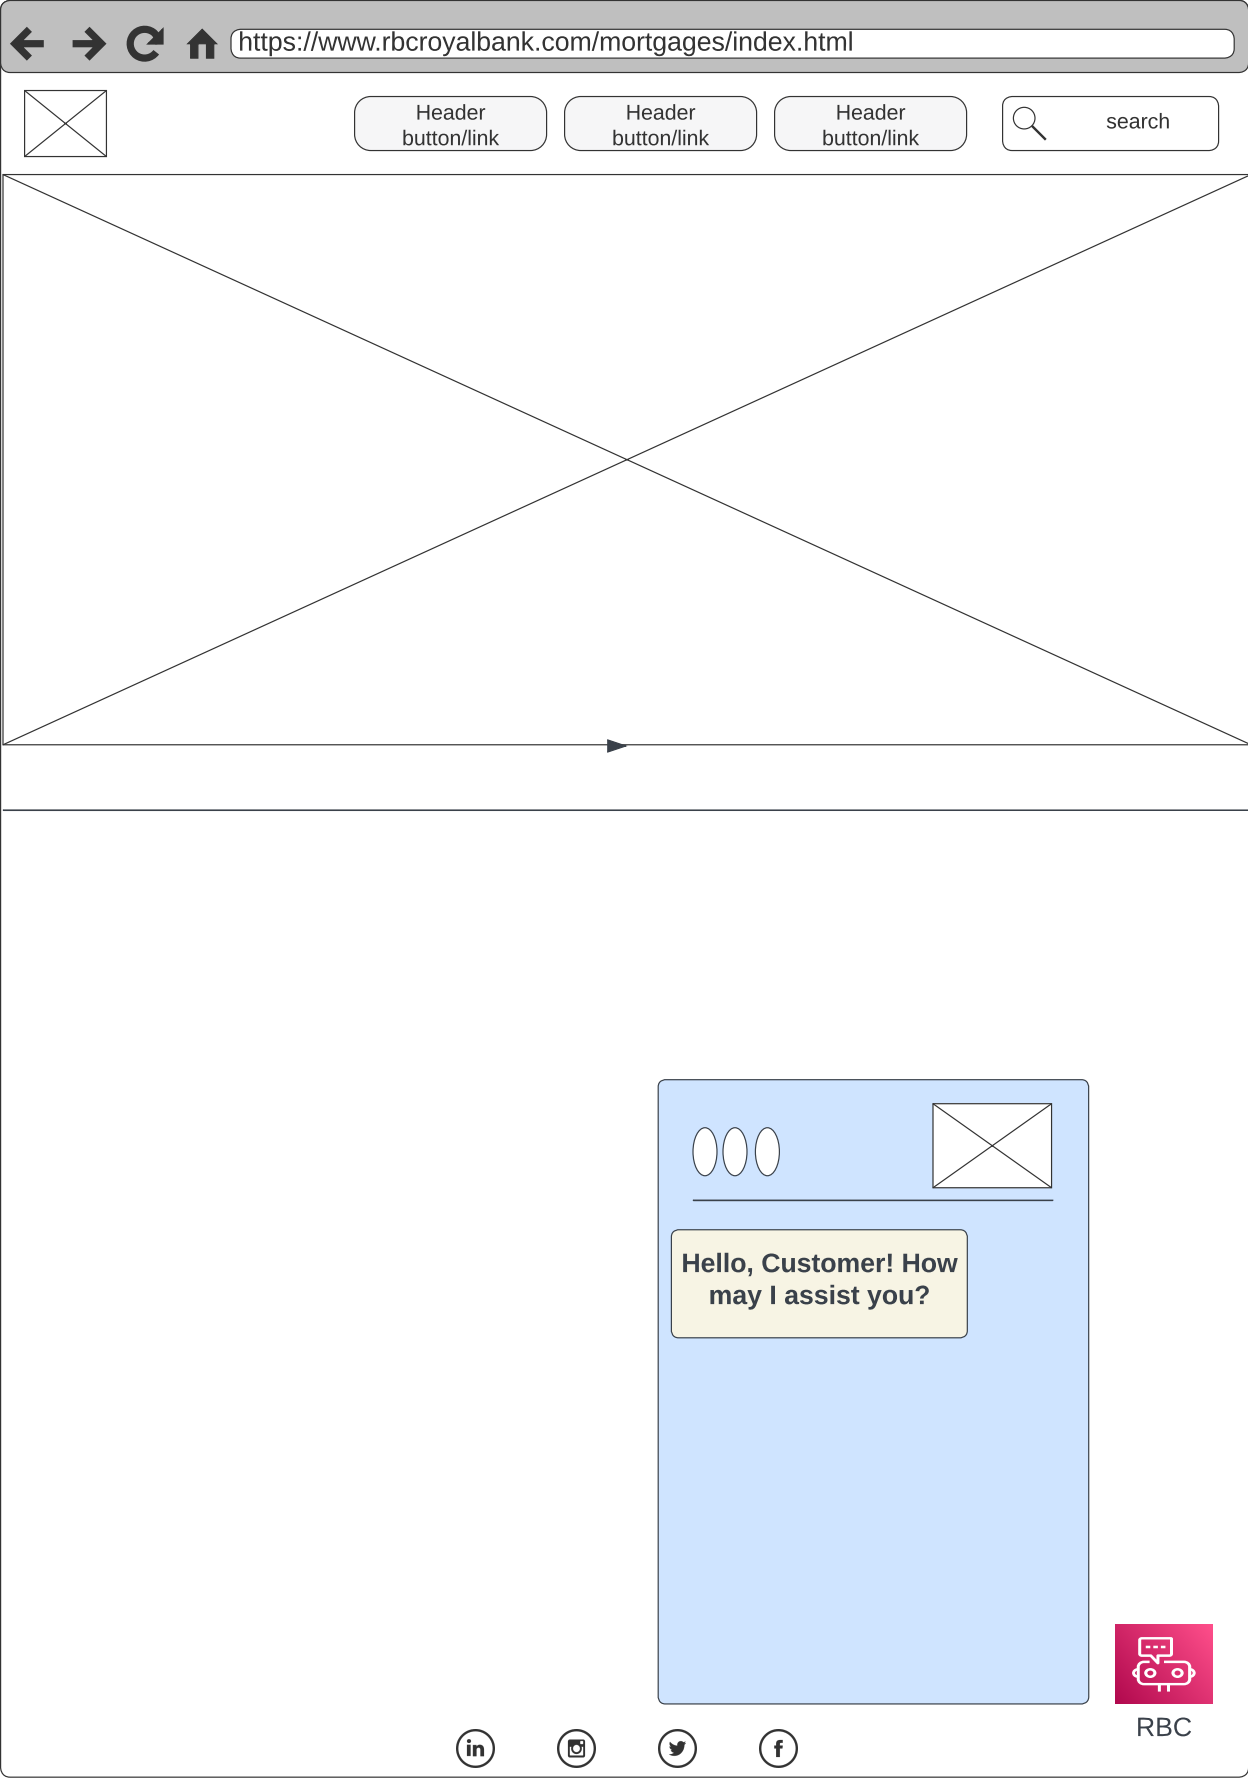 https://www.rbcroyalbank.com/mortgages/index.html
Header
button/link
Header
button/link
Header
button/link
search
Hello, Customer! How
may I assist you?
RBC
in
f